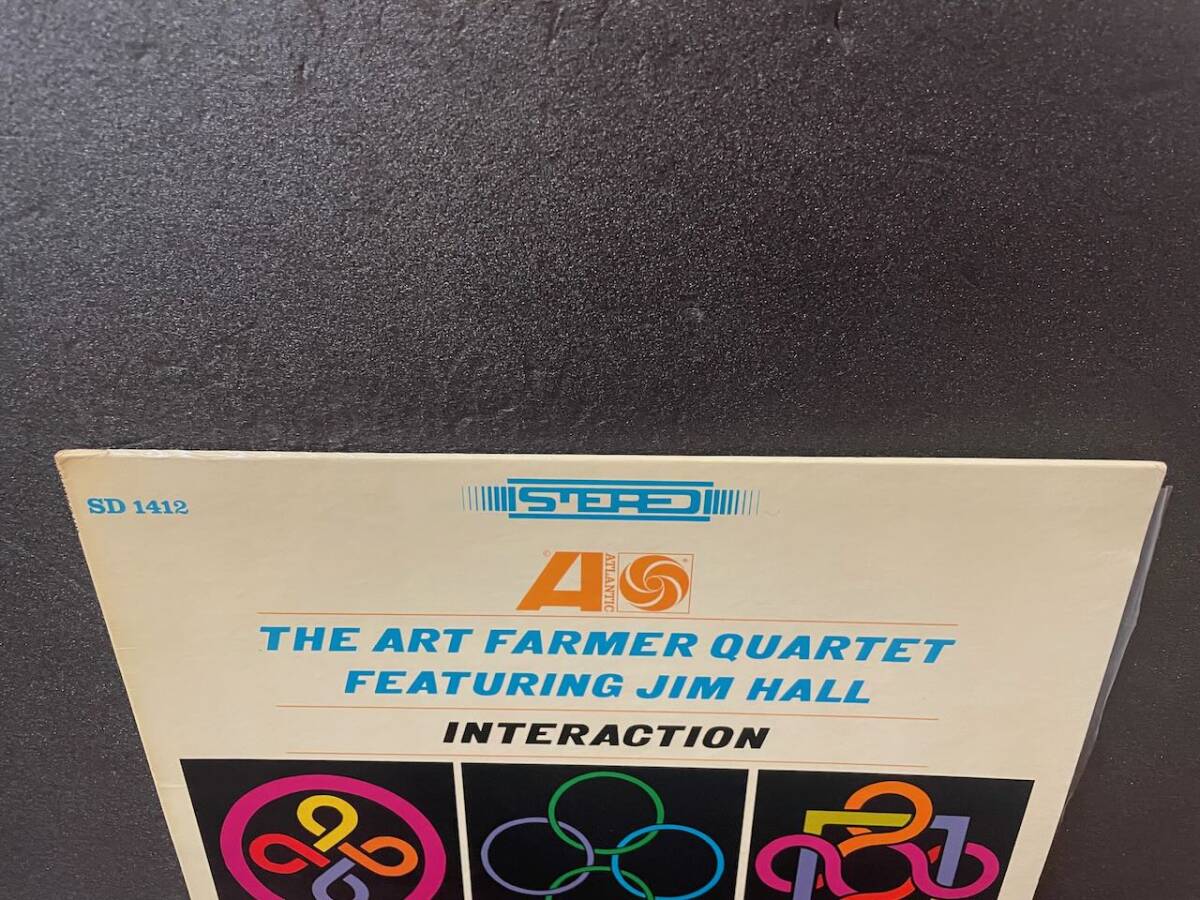 SD 1412
STEREO
A
ATLANTIC
THE ART FARMER QUARTET
FEATURING JIM HALL
INTERACTION